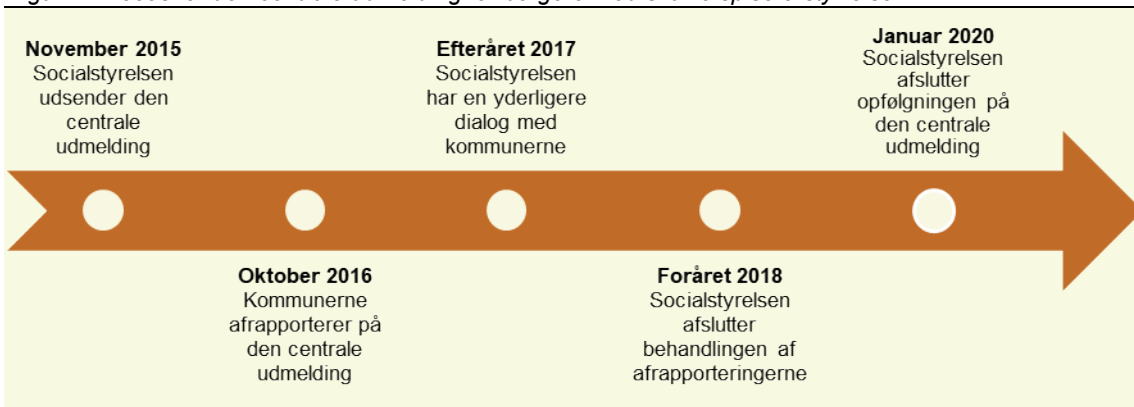 November 2015
Socialstyrelsen
udsender den
centrale
udmelding
Oktober 2016
Kommunerne
afrapporterer på
den centrale
udmelding
Efteråret 2017
Socialstyrelsen
har en yderligere
dialog med
kommunerne
Foråret 2018
Socialstyrelsen
afslutter
behandlingen af
afrapporteringerne
Januar 2020
Socialstyrelsen
afslutter
opfølgningen på
den centrale
udmelding